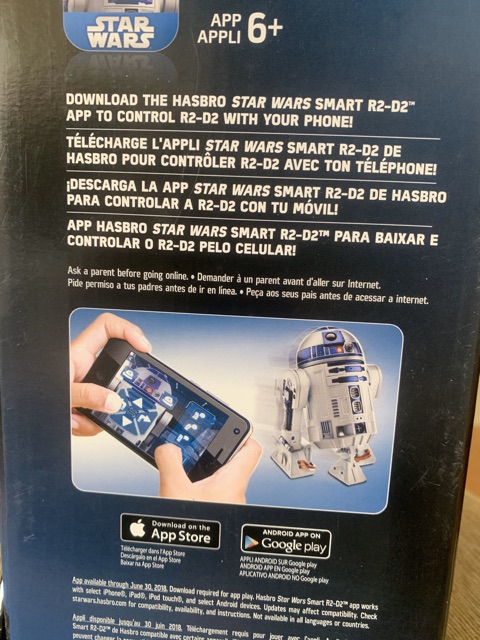 STAR
WARS
APP
APPLI 6+
DOWNLOAD THE HASBRO STAR WARS SMART R2-D2™
APP TO CONTROL R2-D2 WITH YOUR PHONE!
TÉLÉCHARGE L'APPLI STAR WARS SMART R2-D2 DE
HASBRO POUR CONTRÔLER R2-D2 AVEC TON TÉLÉPHONE!
¡DESCARGA LA APP STAR WARS SMART R2-D2 DE HASBRO
PARA CONTROLAR A R2-D2 CON TU MÓVIL!
APP HASBRO STAR WARS SMART R2-D2™ PARA BAIXAR E
CONTROLAR O R2-D2 PELO CELULAR!
Ask a parent before going online. • Demander à un parent avant d'aller sur Internet.
Pide permiso a tus padres antes de ir en línea. • Peça aos seus pais antes de acessar a internet.
Download on the
App Store
Télécharger dans l'App Store
Descárgalo en el App Store
Baixar na App Store
ANDROID APP ON
Google play
APPLI ANDROID SUR Google play
ANDROID APP EN Google play
APLICATIVO ANDROID NO Google play
App available through June 30, 2018. Download required for app play. Hasbro Star Wars Smart R2-D2™ app works
with select iPhone®, iPad®, iPod touch®, and select Android devices. Updates may affect compatibility. Check
starwars.hasbro.com for compatibility, availability, and instructions. Not available in all languages or countries.
Appli disponible jusqu'au 30 juin 2018. Téléchargement requis pour jouer avec l'appli.
Smart R2-D2™ de Hasbro compatible avec certains
peuvent changer